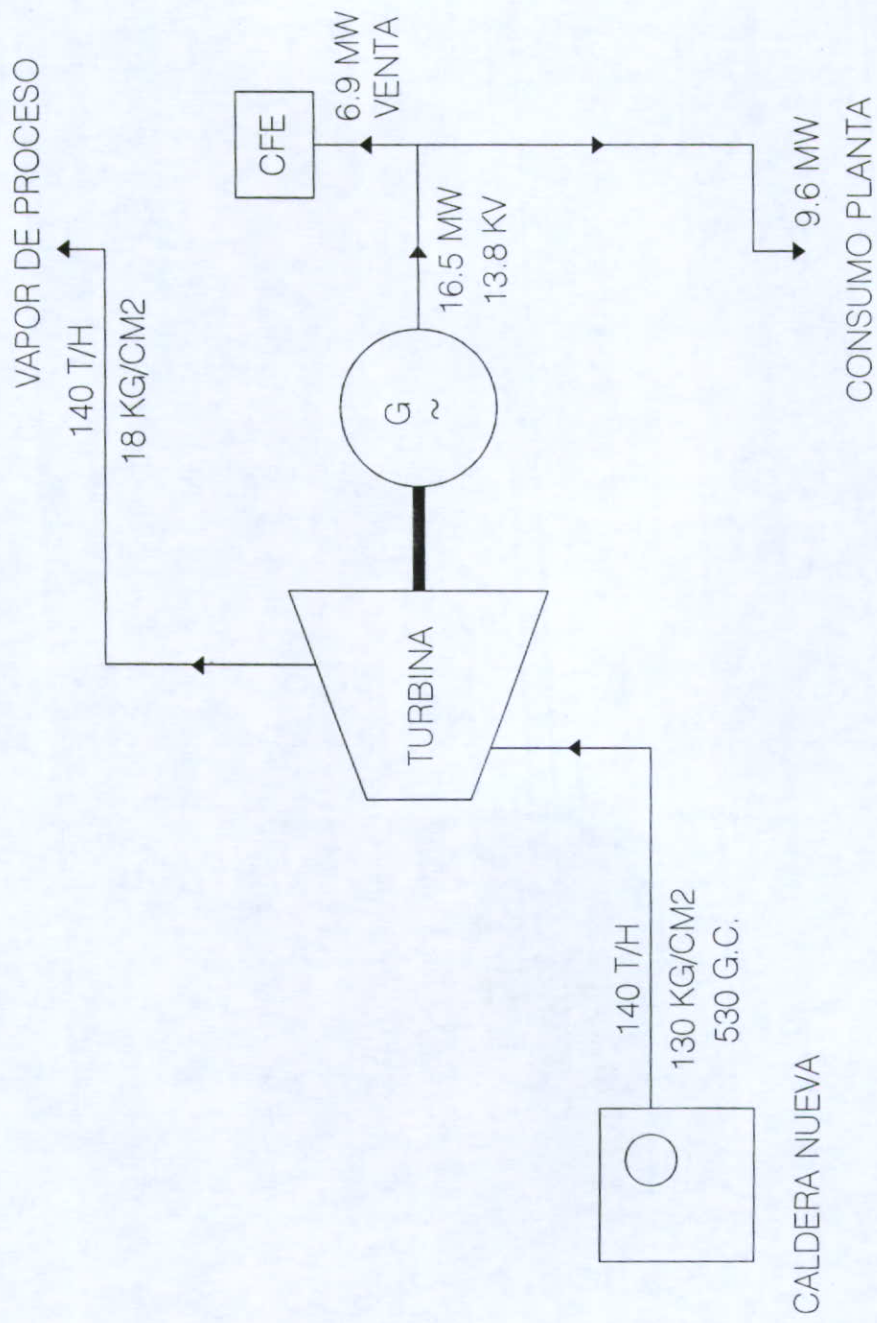 VAPOR DE PROCESO
140 T/H
18 KG/CM2
CFE
6.9 MW
VENTA
TURBINA
G
~
16.5 MW
13.8 KV
140 T/H
130 KG/CM2
530 G.C.
9.6 MW
CONSUMO PLANTA
CALDERA NUEVA